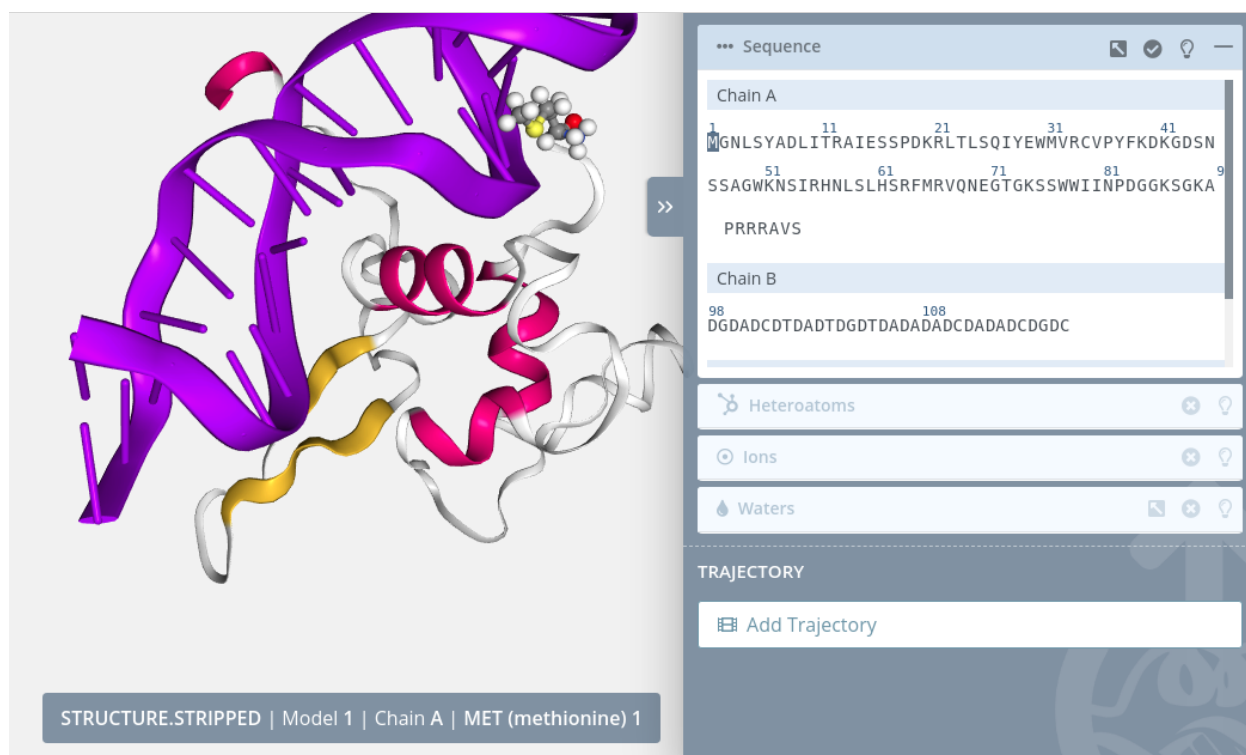 Sequence
Chain A
1 11 21 31 41
MGNLSYADLITRAIESSPDKRLTLSQIYEWMVRCVPYFKDKGDSN
51 61 71 81 9
SSAGWKNSIRHNLSLHSRFMRVQNEGTGKSSWWIINPDGGKSGKA
PRRRAVS
Chain B
98 108
DGDADCDTDADTDGDTDADADADCDADADCDGDC
Heteroatoms
Ions
Waters
TRAJECTORY
Add Trajectory
STRUCTURE.STRIPPED | Model 1 | Chain A | MET (methionine) 1